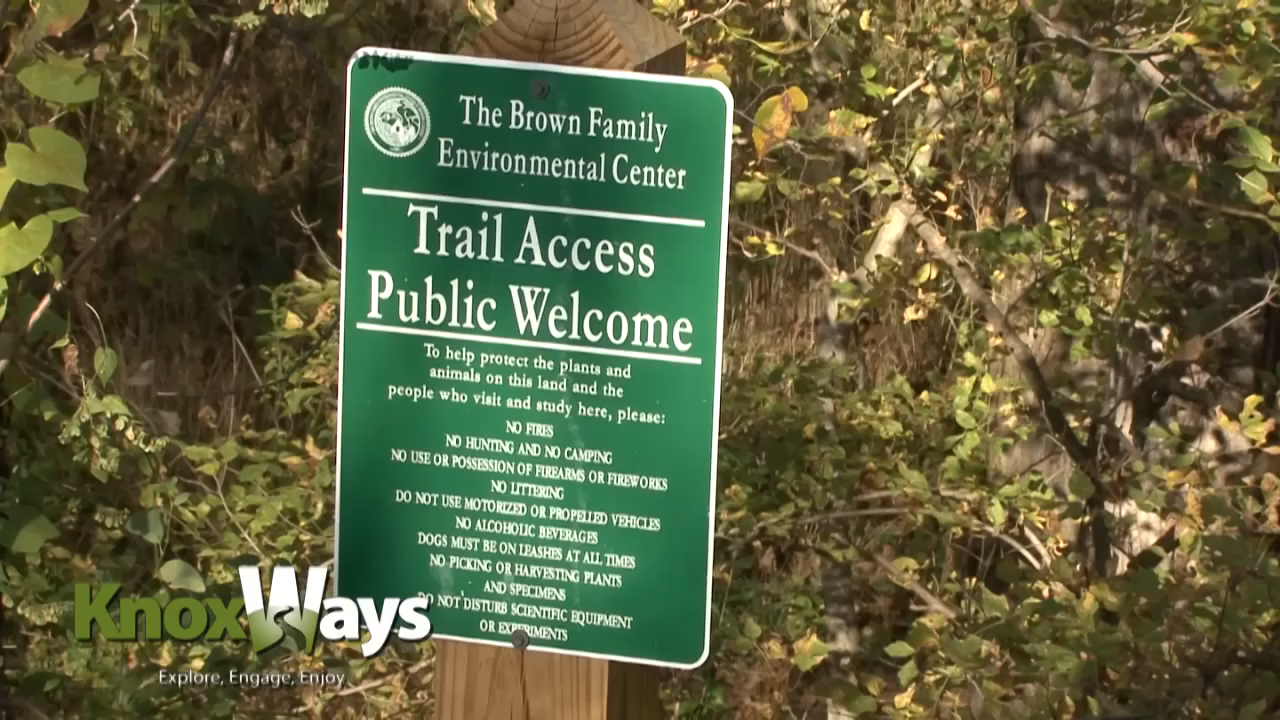 The Brown Family
Environmental Center
Trail Access
Public Welcome
To help protect the plants and
animals on this land and the
people who visit and study here, please:
NO FIRES
NO HUNTING AND NO CAMPING
NO USE OR POSSESSION OF FIREARMS OR FIREWORKS
NO LITTERING
DO NOT USE MOTORIZED OR PROPELLED VEHICLES
NO ALCOHOLIC BEVERAGES
DOGS MUST BE ON LEASHES AT ALL TIMES
NO PICKING OR HARVESTING PLANTS
AND SPECIMENS
DO NOT DISTURB SCIENTIFIC EQUIPMENT
OR EXPERIMENTS
KnoxWays
Explore, Engage, Enjoy